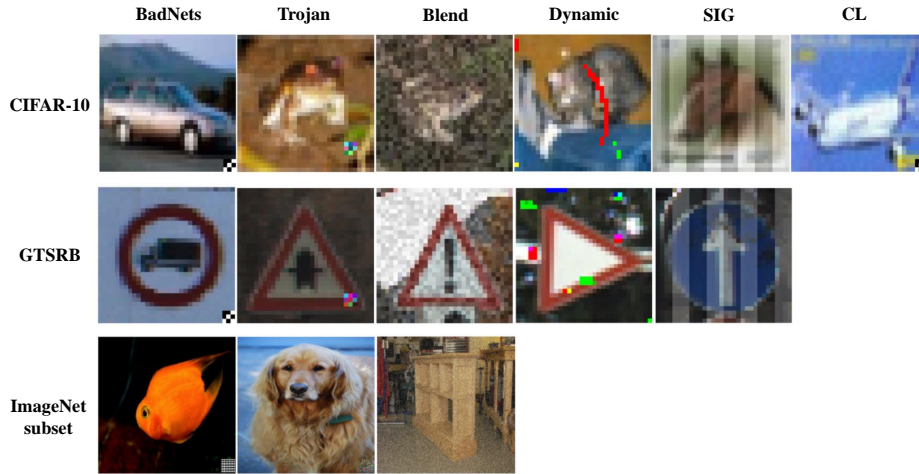 BadNets Trojan Blend Dynamic SIG CL
CIFAR-10
GTSRB
ImageNet
subset